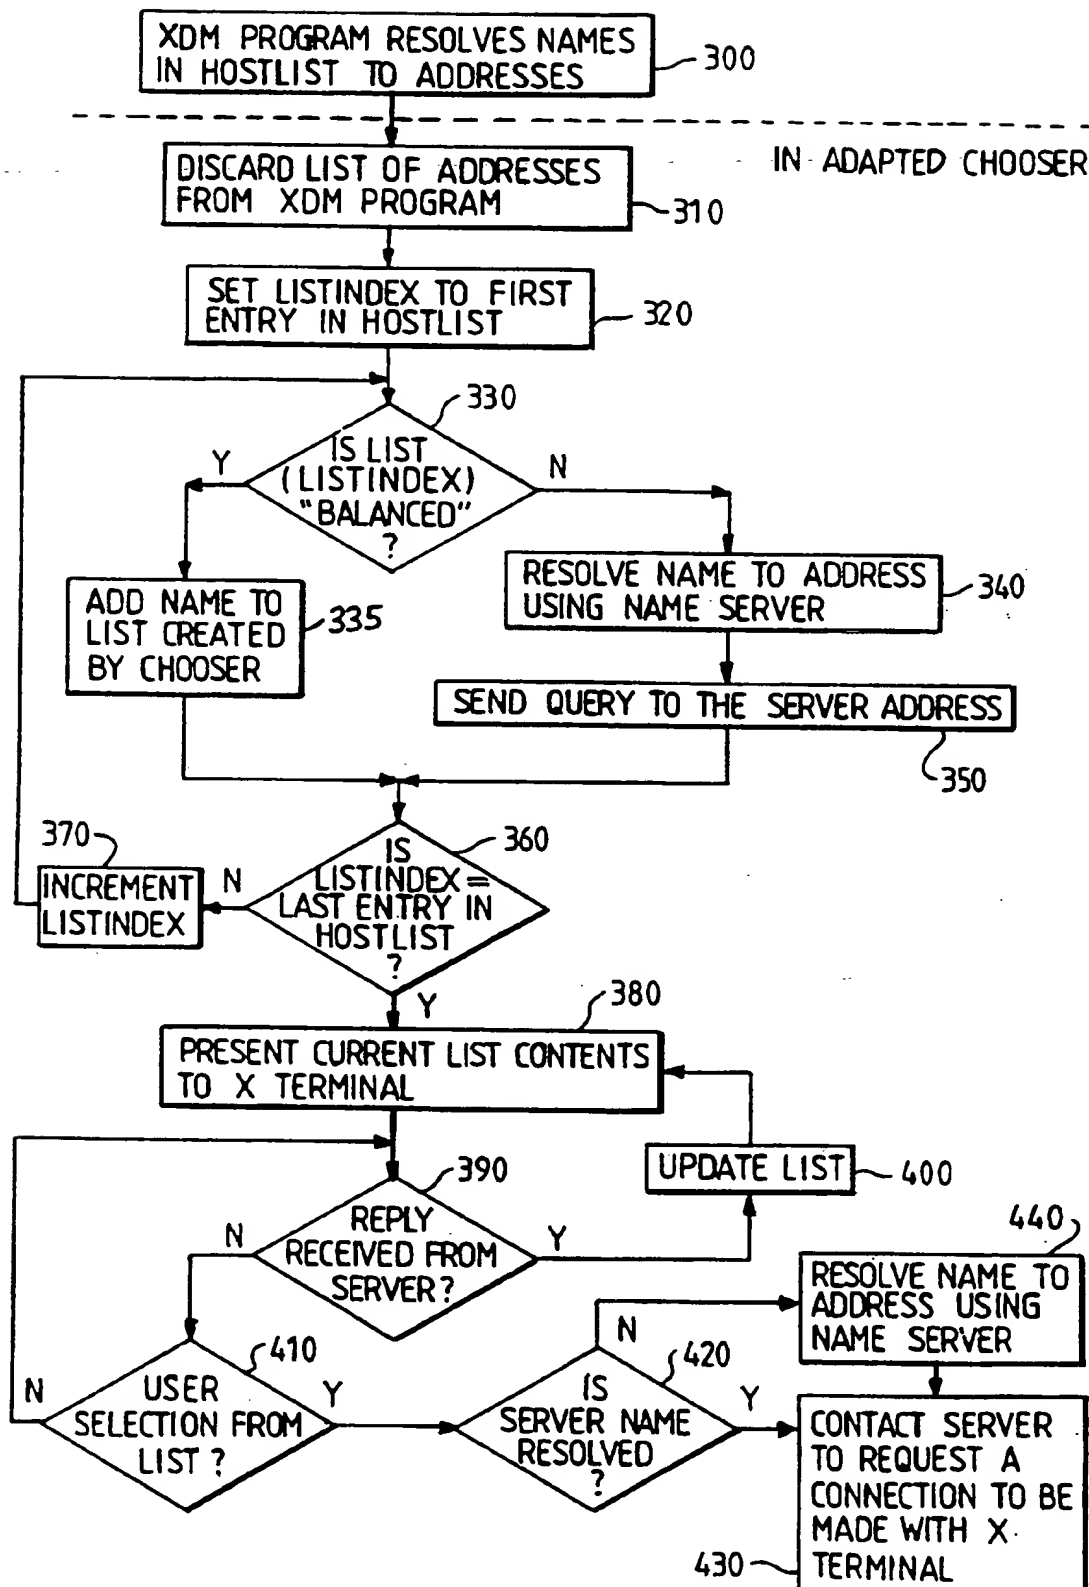 XDM PROGRAM RESOLVES NAMES
IN HOSTLIST TO ADDRESSES
300
IN ADAPTED CHOOSER
DISCARD LIST OF ADDRESSES
FROM XDM PROGRAM
310
SET LISTINDEX TO FIRST
ENTRY IN HOSTLIST
320
330
IS LIST
(LISTINDEX)
"BALANCED"
?
Y
N
ADD NAME TO
LIST CREATED
BY CHOOSER
335
RESOLVE NAME TO ADDRESS
USING NAME SERVER
340
SEND QUERY TO THE SERVER ADDRESS
350
360
IS
LISTINDEX =
LAST ENTRY IN
HOSTLIST
?
N
Y
370
INCREMENT
LISTINDEX
380
PRESENT CURRENT LIST CONTENTS
TO X TERMINAL
390
REPLY
RECEIVED FROM
SERVER?
N
Y
UPDATE LIST
400
410
USER
SELECTION FROM
LIST ?
N
Y
420
IS
SERVER NAME
RESOLVED
?
N
Y
440
RESOLVE NAME TO
ADDRESS USING
NAME SERVER
CONTACT SERVER
TO REQUEST A
CONNECTION TO BE
MADE WITH X
TERMINAL
430